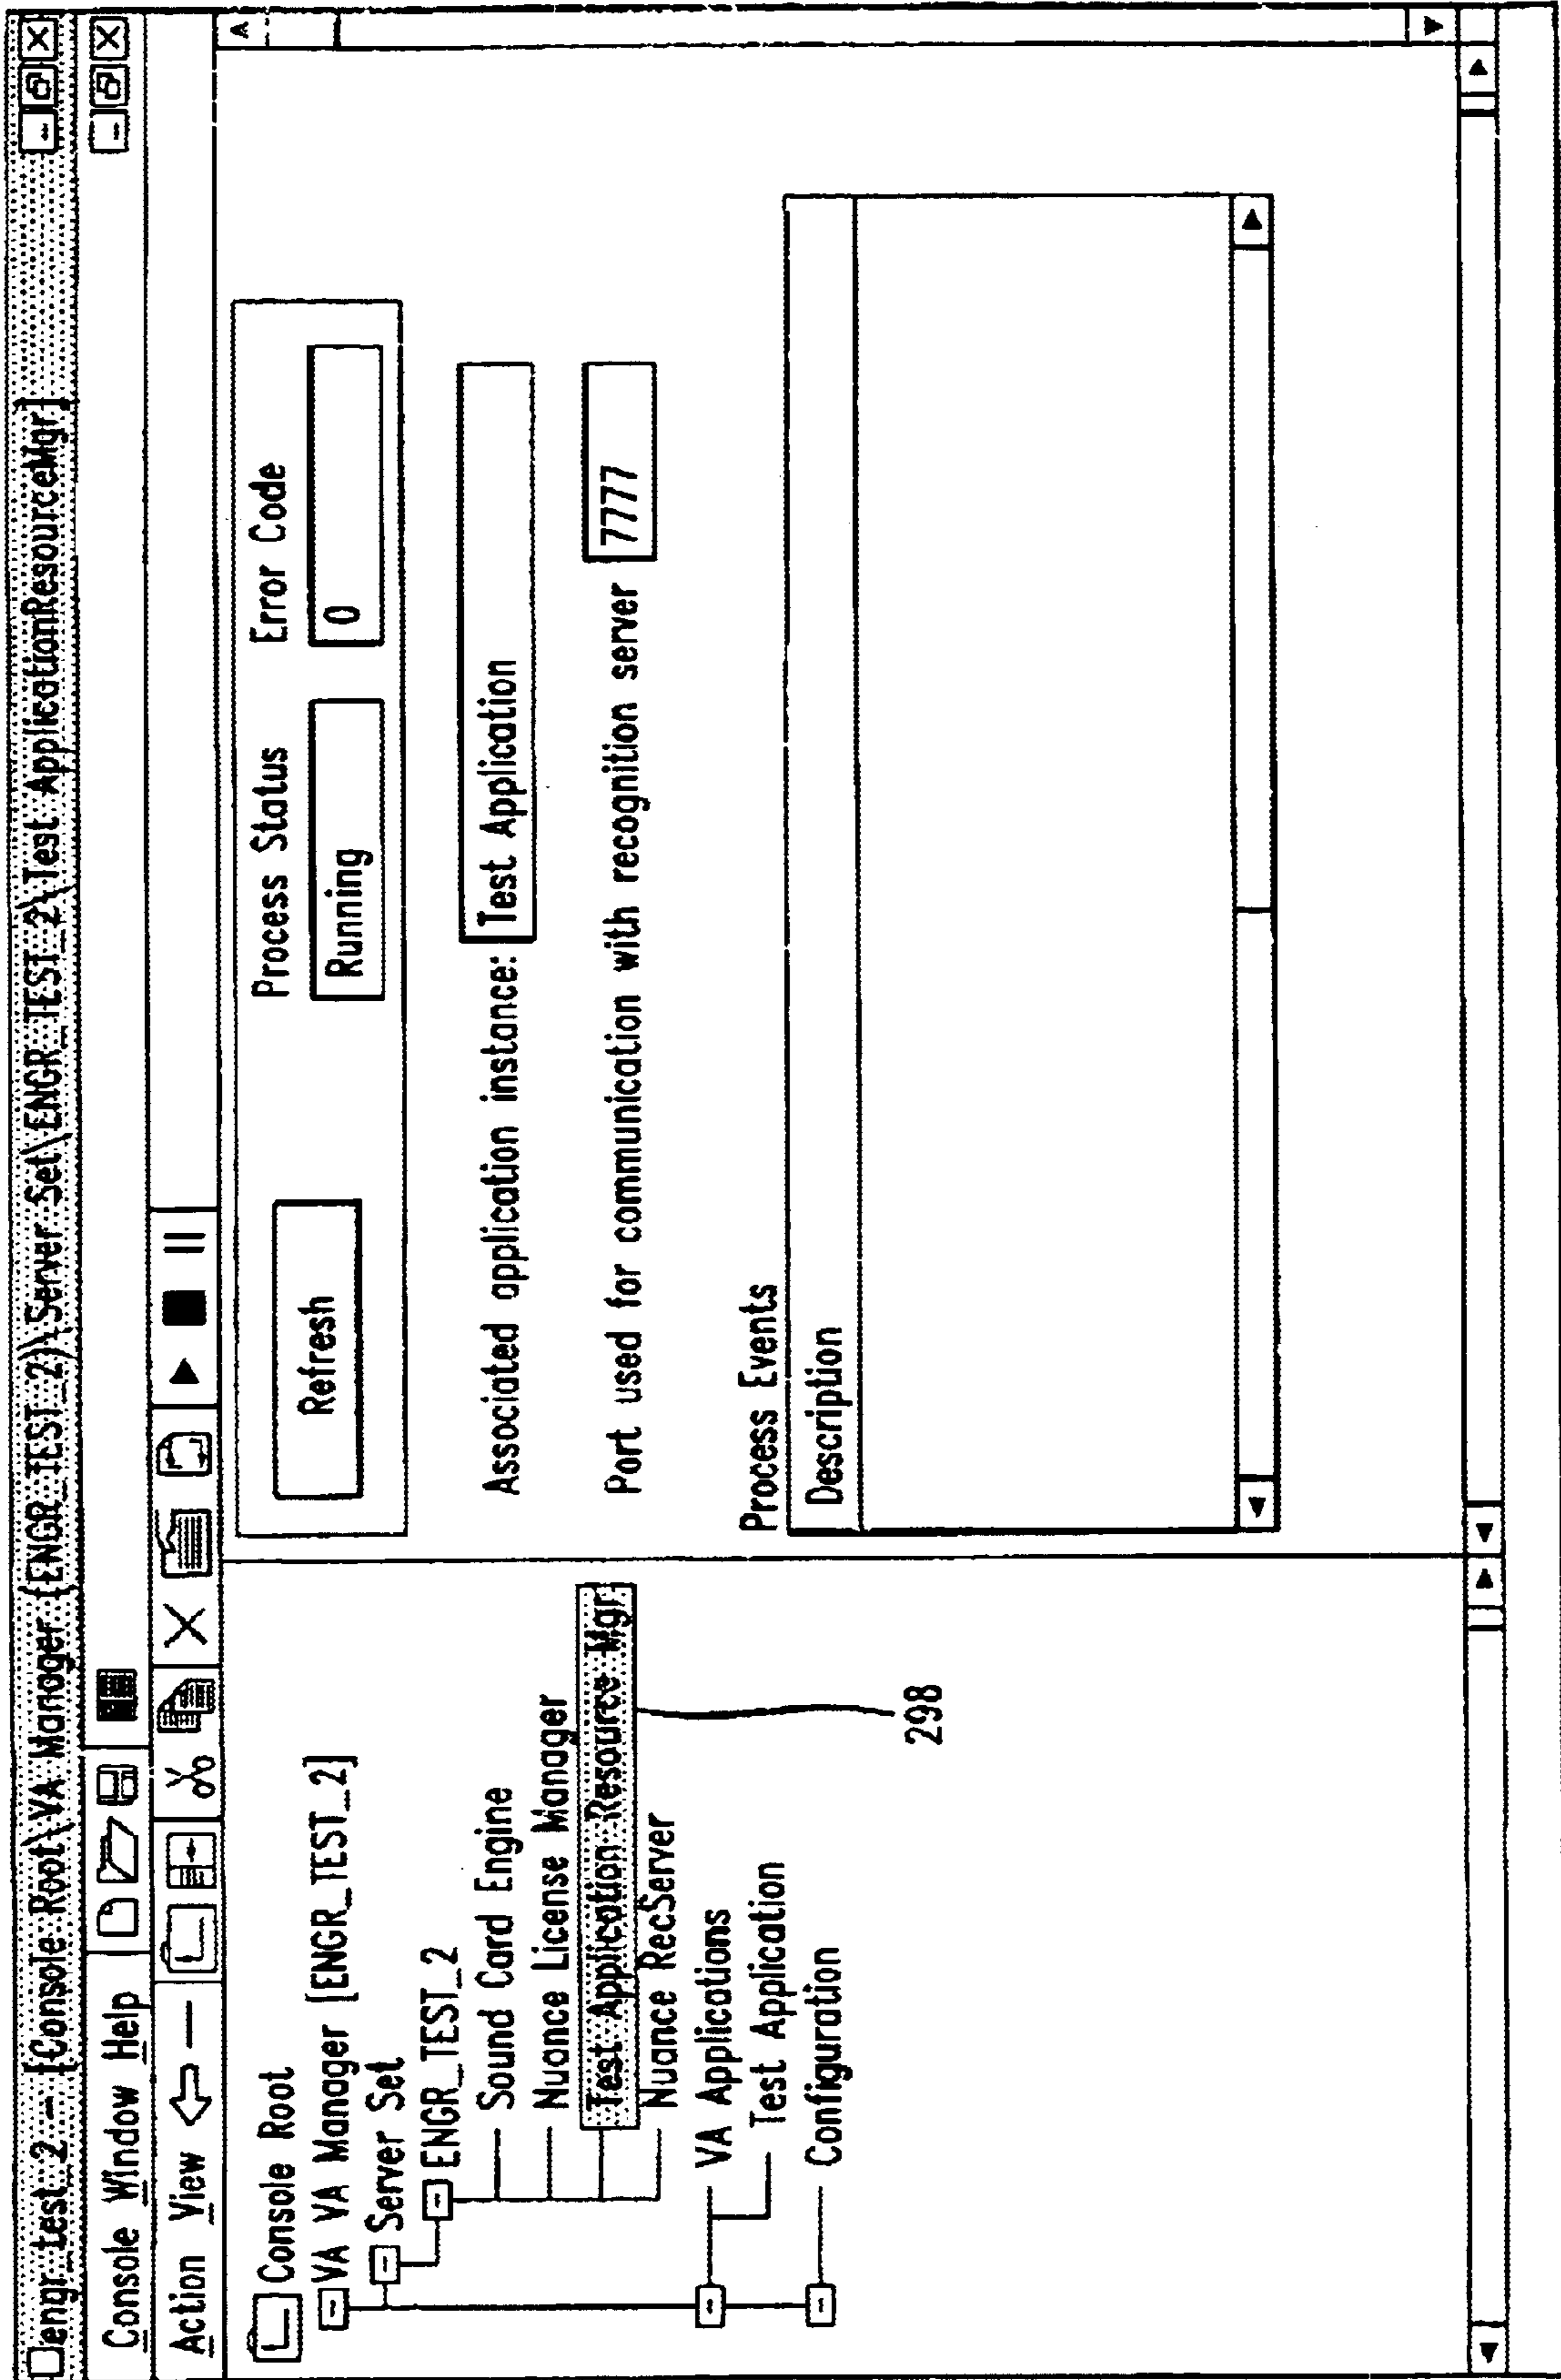 engr_test_2 - [Console Root\VA Manager [ENGR_TEST_2]\Server Set\ENGR_TEST_2\Test ApplicationResourceMgr]
Console Window Help
Action View
Console Root
VA VA Manager [ENGR_TEST_2]
Server Set
ENGR_TEST_2
Sound Card Engine
Nuance License Manager
Test Application Resource Mgr
Nuance RecServer
VA Applications
Test Application
Configuration
298
Refresh
Process Status
Error Code
Running
0
Associated application instance: Test Application
Port used for communication with recognition server 7777
Process Events
Description